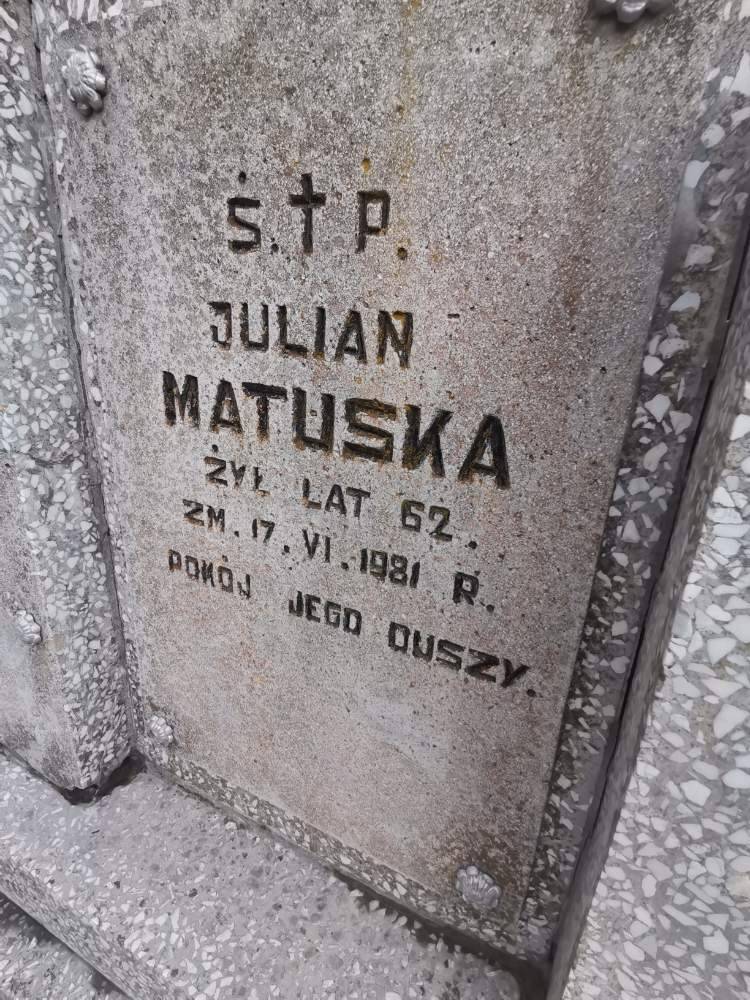 Ś. † P.
JULIAN
MATUSKA
ŻYŁ LAT 62.
ZM. 17. VI. 1981 R.
POKÓJ JEGO DUSZY.